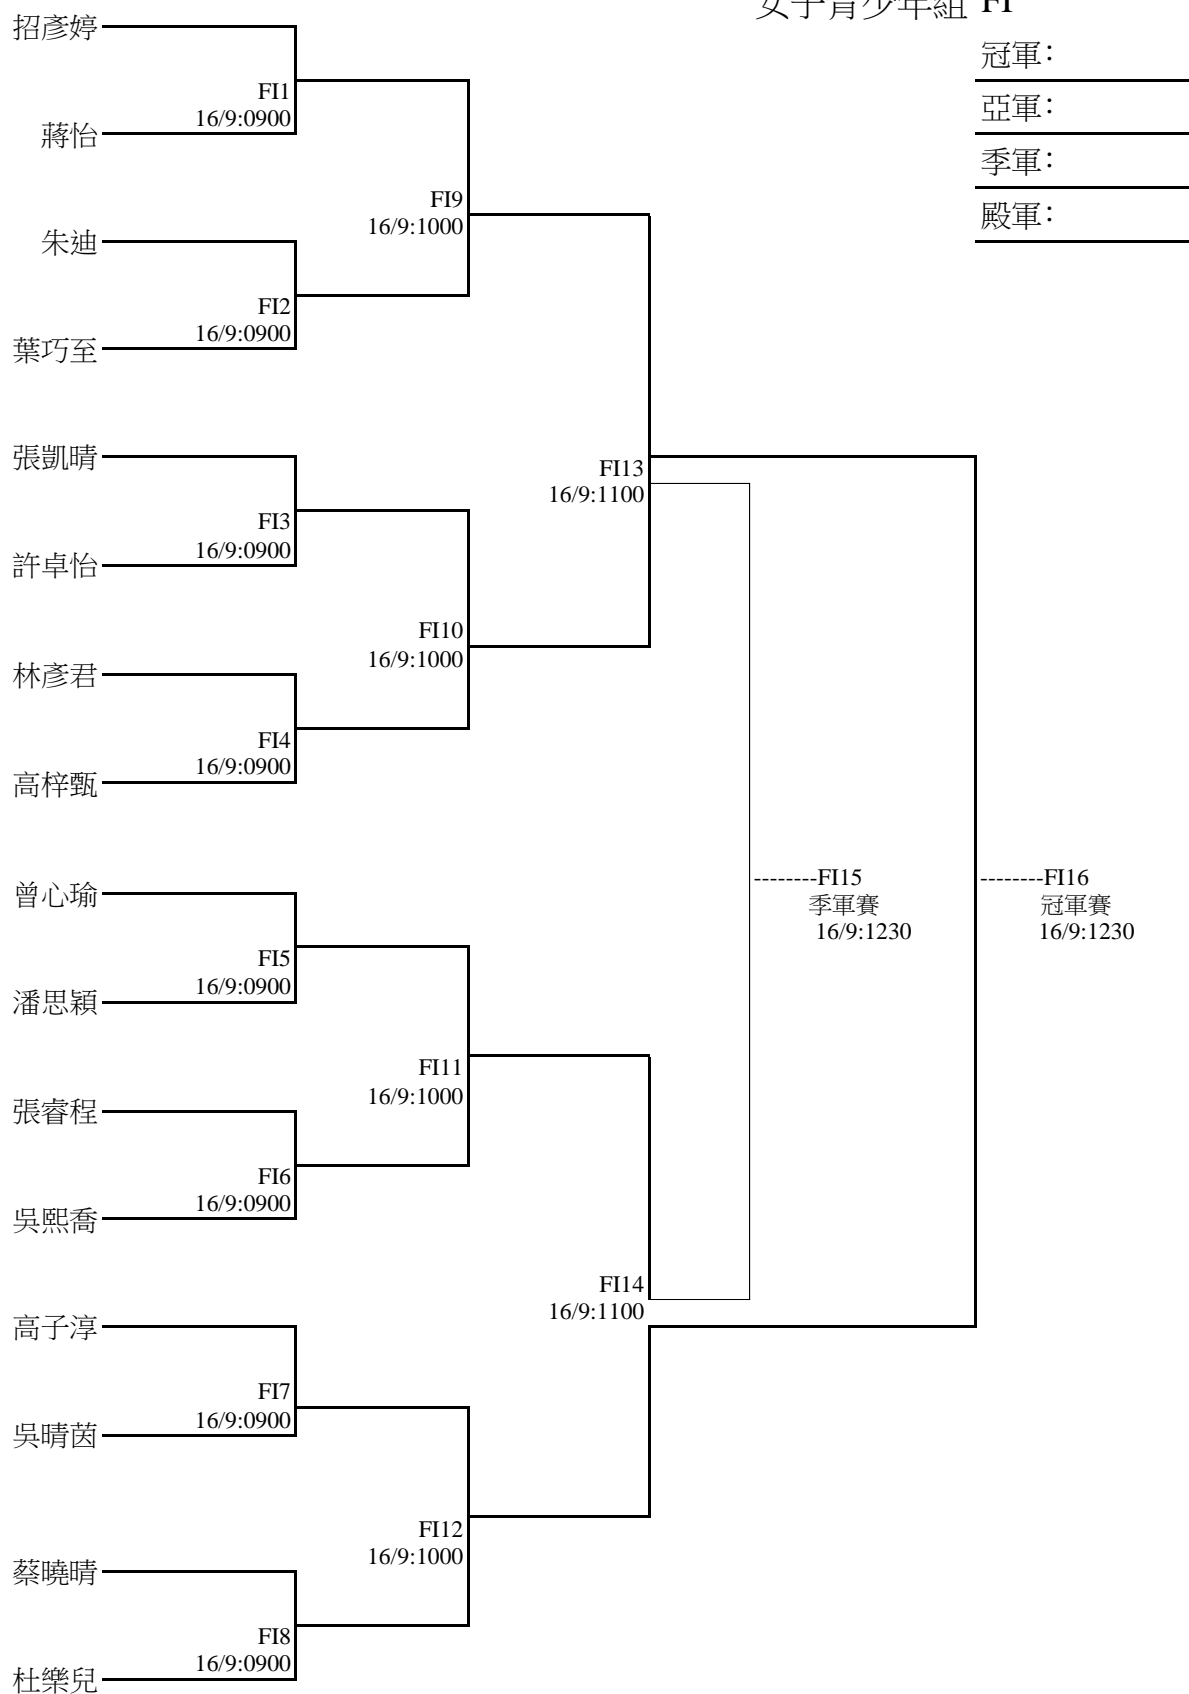 女子青少年組 FI
冠軍：
亞軍：
季軍：
殿軍：
招彥婷
FI1
16/9:0900
蔣怡
FI9
16/9:1000
朱迪
FI2
16/9:0900
葉巧至
張凱晴
FI13
16/9:1100
FI3
16/9:0900
許卓怡
FI10
16/9:1000
林彥君
FI4
16/9:0900
高梓甄
曾心瑜
--------FI15
季軍賽
16/9:1230
--------FI16
冠軍賽
16/9:1230
FI5
16/9:0900
潘思穎
FI11
16/9:1000
張睿程
FI6
16/9:0900
吳熙喬
FI14
16/9:1100
高子淳
FI7
16/9:0900
吳晴茵
FI12
16/9:1000
蔡曉晴
FI8
16/9:0900
杜樂兒